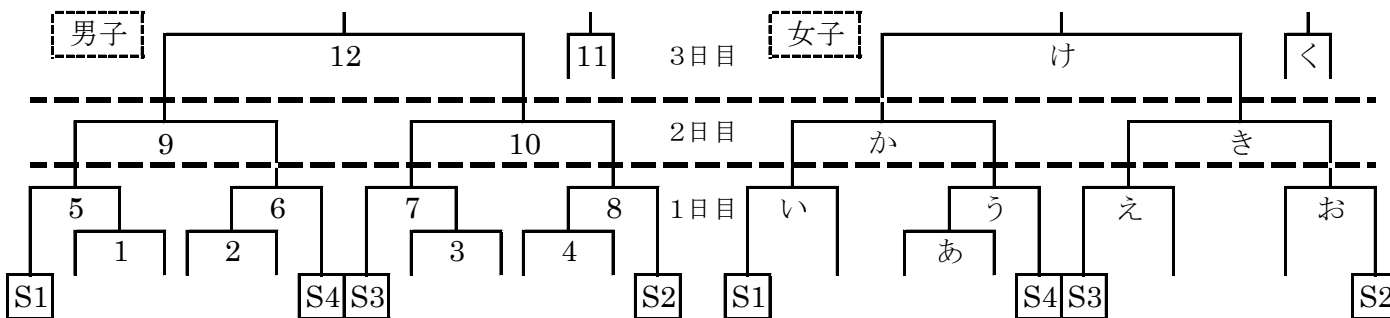 男子 12 11 3日目 女子 け く
9 10 2日目 か き
5 6 7 8 1日目 い う え お
1 2 3 4 あ
S1 S4 S3 S2 S1 S4 S3 S2